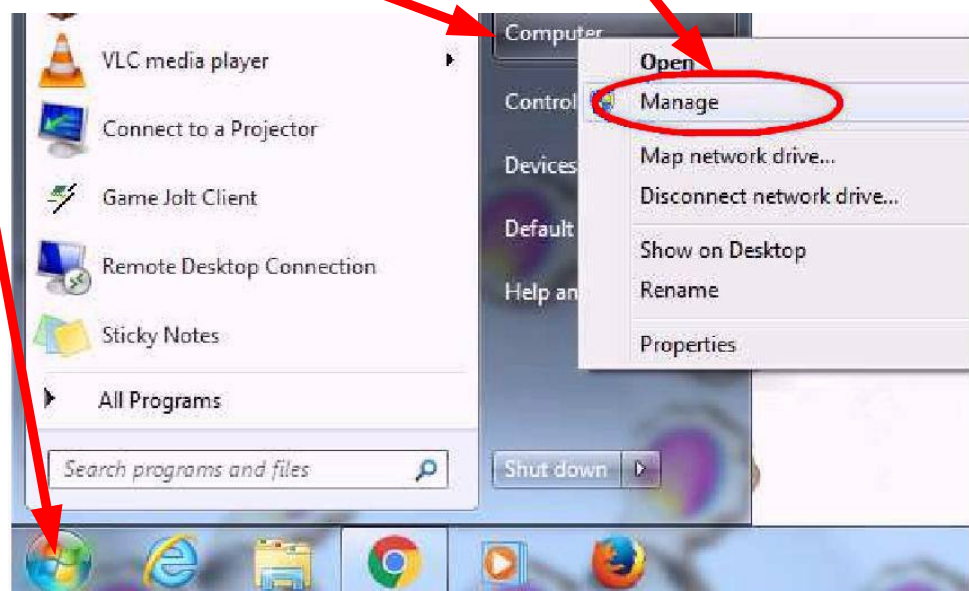 VLC media player
Connect to a Projector
Game Jolt Client
Remote Desktop Connection
Sticky Notes
All Programs
Search programs and files
Computer
Control
Devices
Default
Help an
Shut down
Open
Manage
Map network drive...
Disconnect network drive...
Show on Desktop
Rename
Properties